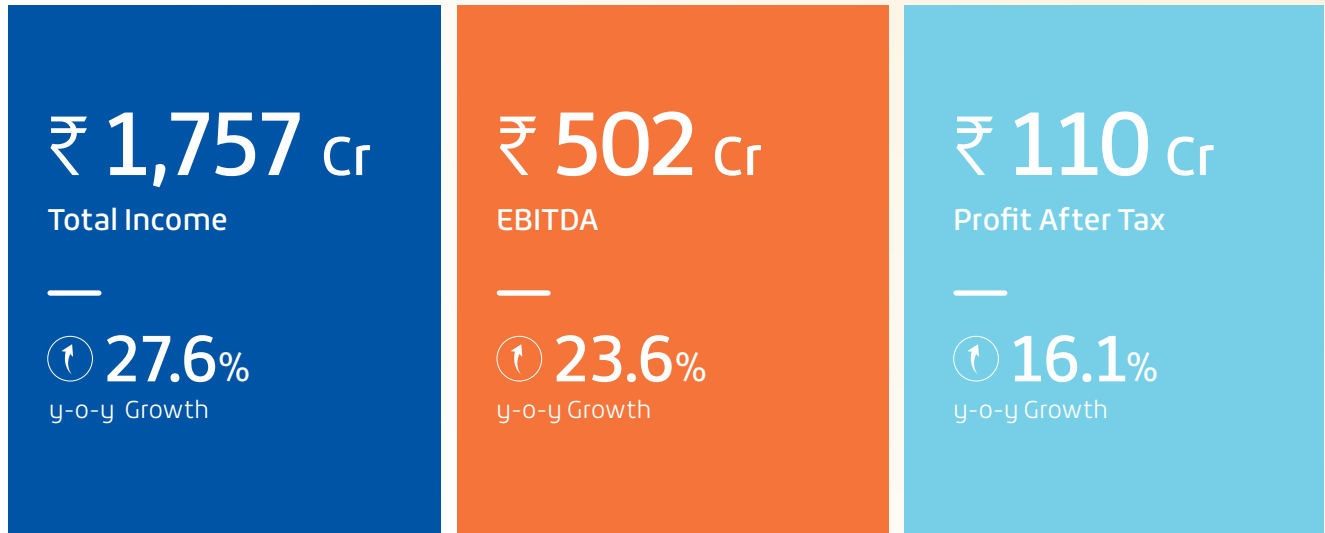 ₹ 1,757 Cr
Total Income
27.6%
y-o-y Growth
₹ 502 Cr
EBITDA
23.6%
y-o-y Growth
₹ 110 Cr
Profit After Tax
16.1%
y-o-y Growth